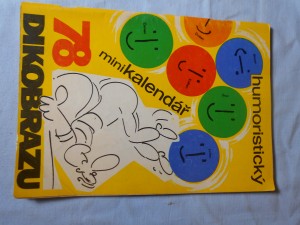 humoristický
minikalendář
78
DIKOBRAZU